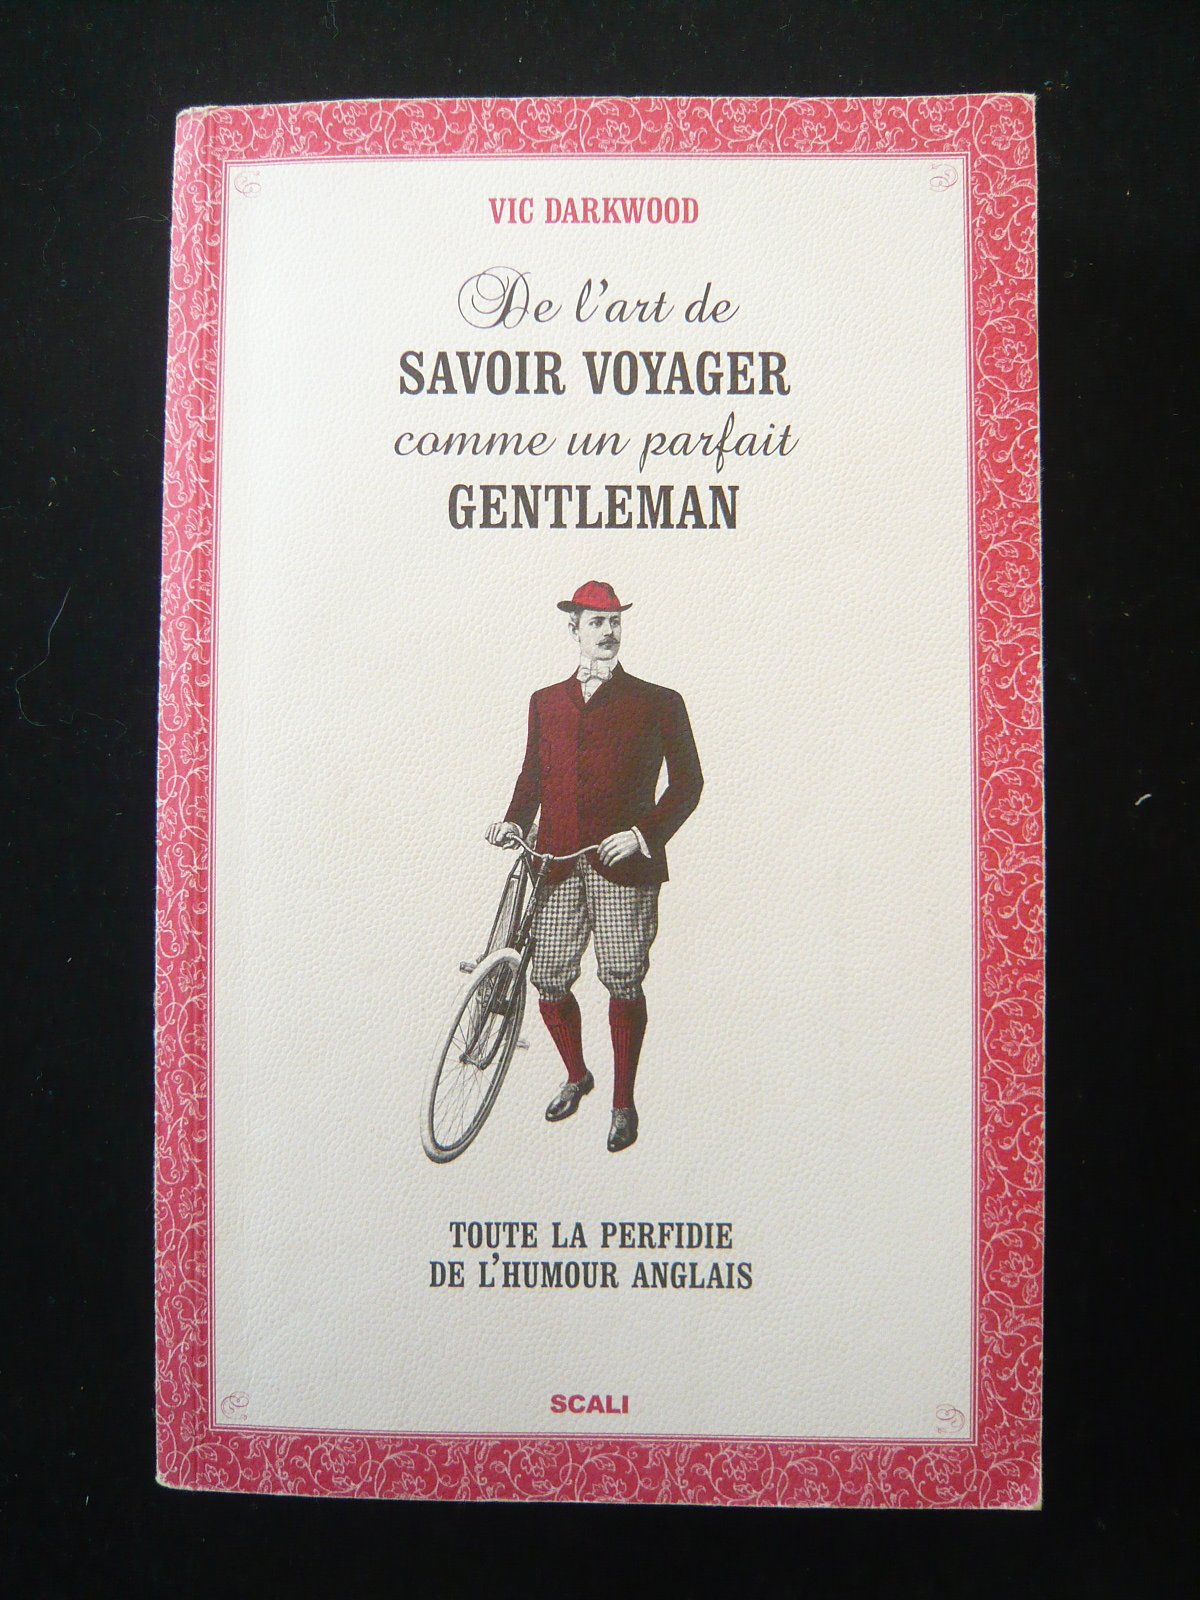 VIC DARKWOOD
De l'art de
SAVOIR VOYAGER
comme un parfait
GENTLEMAN
TOUTE LA PERFIDIE
DE L'HUMOUR ANGLAIS
SCALI